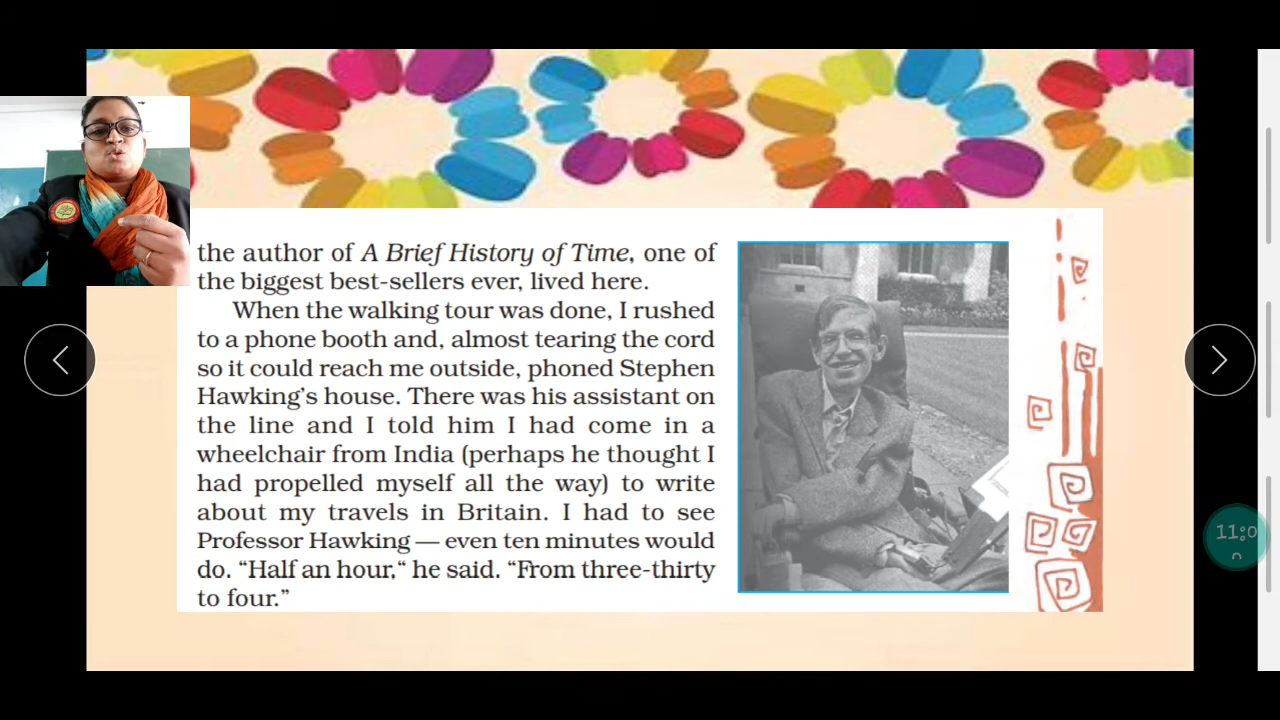 the author of A Brief History of Time, one of
the biggest best-sellers ever, lived here.
When the walking tour was done, I rushed
to a phone booth and, almost tearing the cord
so it could reach me outside, phoned Stephen
Hawking's house. There was his assistant on
the line and I told him I had come in a
wheelchair from India (perhaps he thought I
had propelled myself all the way) to write
about my travels in Britain. I had to see
Professor Hawking — even ten minutes would
do. “Half an hour,“ he said. “From three-thirty
to four.”
11:0